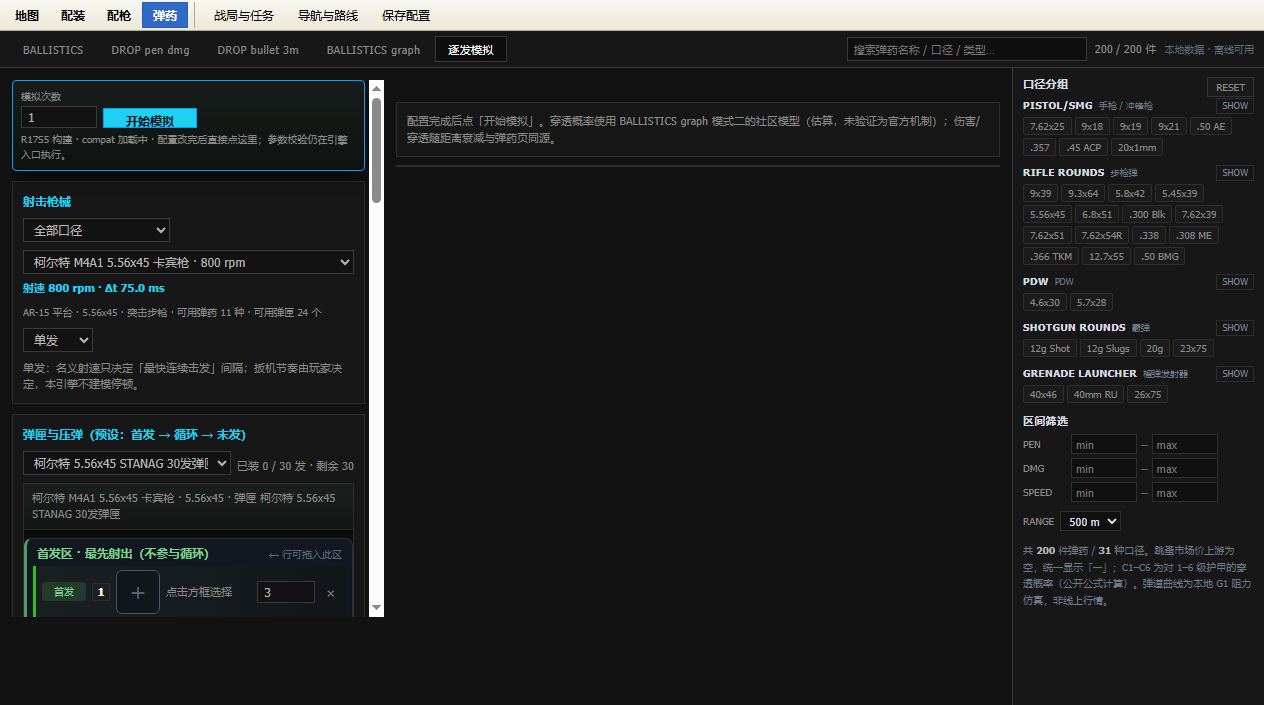 地图 配装 配枪 弹药 战局与任务 导航与路线 保存配置
BALLISTICS DROP pen dmg DROP bullet 3m BALLISTICS graph 逐发模拟 搜索弹药名称 / 口径 / 类型... 200 / 200 件 本地数据 · 离线可用
模拟次数
1 开始模拟
R17S5 构建 · compat 加载中 · 配置改完后直接点这里；参数校验仍在引擎
入口执行。
射击枪械
全部口径
柯尔特 M4A1 5.56x45 卡宾枪 · 800 rpm
射速 800 rpm · Δt 75.0 ms
AR-15 平台 · 5.56x45 · 突击步枪 · 可用弹药 11 种 · 可用弹匣 24 个
单发
单发：名义射速只决定「最快连续击发」间隔；扳机节奏由玩家决
定，本引擎不建模停顿。
弹匣与压弹（预设：首发 → 循环 → 末发）
柯尔特 5.56x45 STANAG 30发弹匣 已装 0 / 30 发 · 剩余 30
柯尔特 M4A1 5.56x45 卡宾枪 · 5.56x45 · 弹匣 柯尔特 5.56x45
STANAG 30发弹匣
首发区 · 最先射出（不参与循环） ← 行可拖入此区
首发 1 + 点击方框选择 3 ×
配置完成后点「开始模拟」。穿透概率使用 BALLISTICS graph 模式二的社区模型（估算，未验证为官方机制）；伤害/
穿透随距离衰减与弹药页同源。
口径分组 RESET
PISTOL/SMG 手枪 / 冲锋枪 SHOW
7.62x25 9x18 9x19 9x21 .50 AE
.357 .45 ACP 20x1mm
RIFLE ROUNDS 步枪弹 SHOW
9x39 9.3x64 5.8x42 5.45x39
5.56x45 6.8x51 .300 Blk 7.62x39
7.62x51 7.62x54R .338 .308 ME
.366 TKM 12.7x55 .50 BMG
PDW PDW SHOW
4.6x30 5.7x28
SHOTGUN ROUNDS 霰弹 SHOW
12g Shot 12g Slugs 20g 23x75
GRENADE LAUNCHER 榴弹发射器 SHOW
40x46 40mm RU 26x75
区间筛选
PEN min – max
DMG min – max
SPEED min – max
RANGE 500 m
共 200 件弹药 / 31 种口径。跳蚤市场价上游为
空，统一显示「—」；C1–C6 为对 1–6 级护甲的穿
透概率（公开公式计算）。弹道曲线为本地 G1 阻力
仿真，非线上行情。